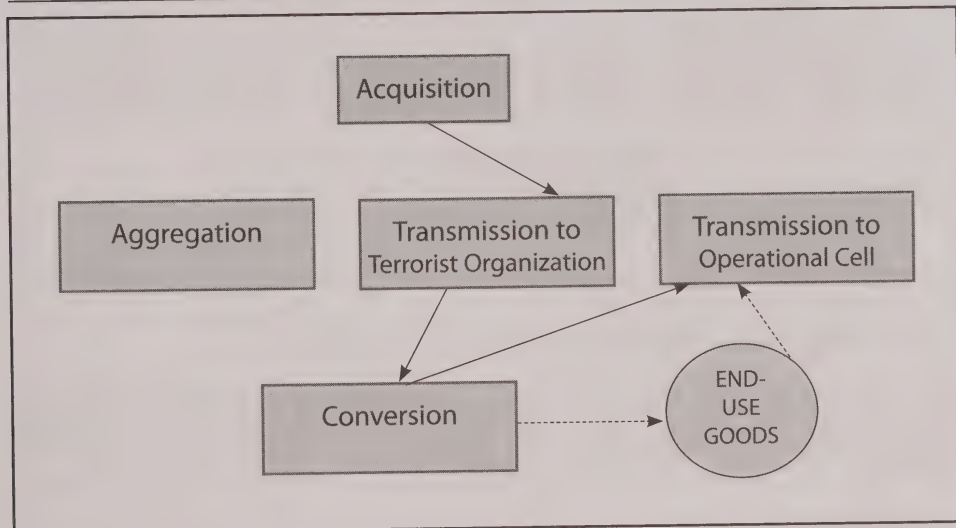 Acquisition
Aggregation
Transmission to
Terrorist Organization
Transmission to
Operational Cell
Conversion
END-
USE
GOODS